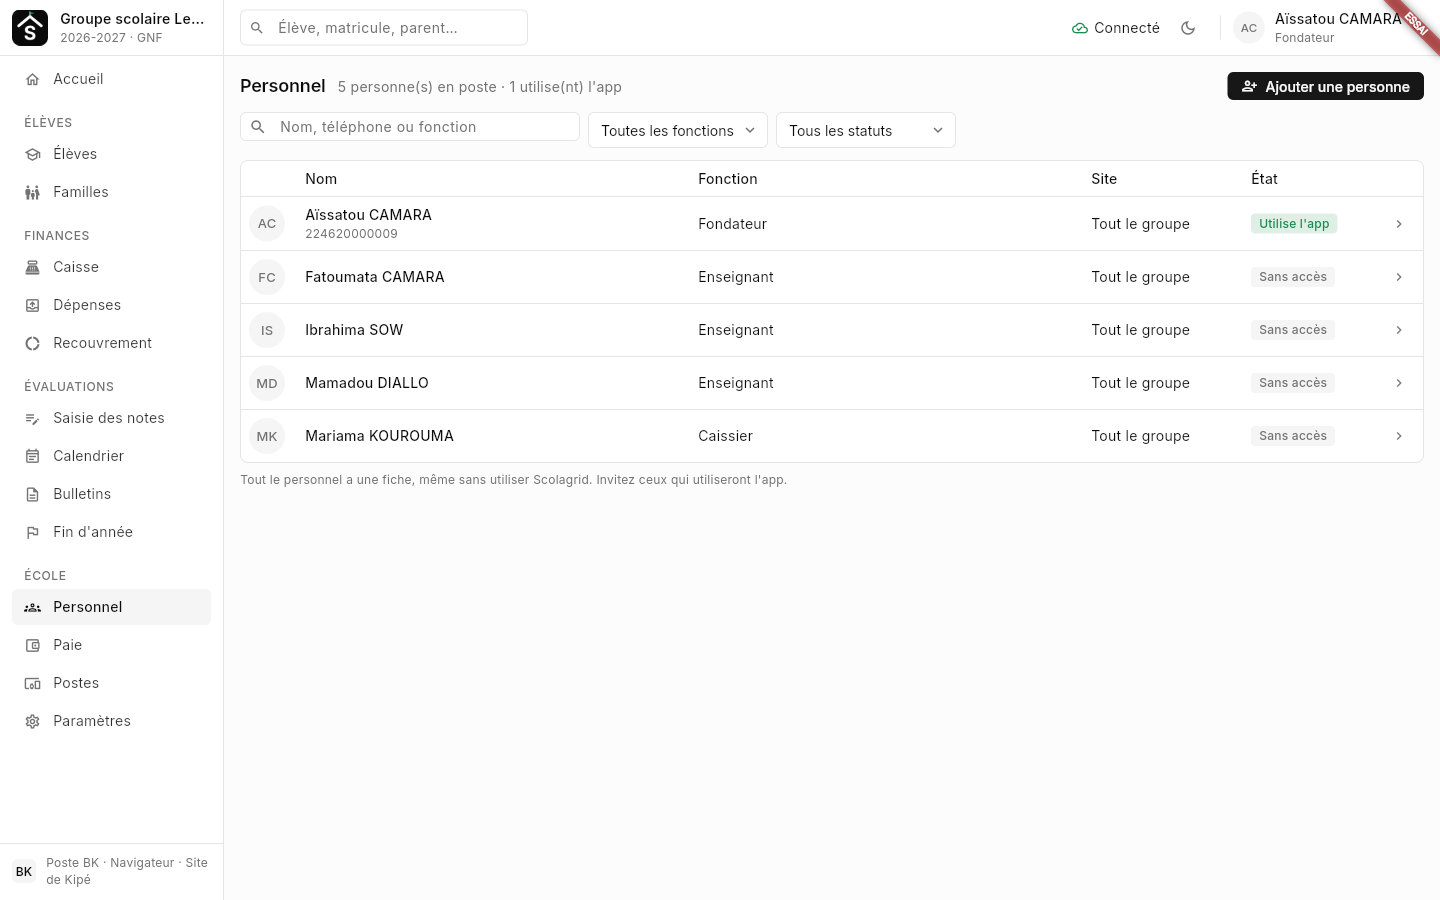 Groupe scolaire Le...
2026-2027 · GNF
Élève, matricule, parent...
Connecté
AC
Aïssatou CAMARA
Fondateur
ESSAI
Accueil
ÉLÈVES
Élèves
Familles
FINANCES
Caisse
Dépenses
Recouvrement
ÉVALUATIONS
Saisie des notes
Calendrier
Bulletins
Fin d'année
ÉCOLE
Personnel
Paie
Postes
Paramètres
BK
Poste BK · Navigateur · Site
de Kipé
Personnel 5 personne(s) en poste · 1 utilise(nt) l'app
Ajouter une personne
Nom, téléphone ou fonction
Toutes les fonctions
Tous les statuts
Nom Fonction Site État
AC Aïssatou CAMARA Fondateur Tout le groupe Utilise l'app
224620000009
FC Fatoumata CAMARA Enseignant Tout le groupe Sans accès
IS Ibrahima SOW Enseignant Tout le groupe Sans accès
MD Mamadou DIALLO Enseignant Tout le groupe Sans accès
MK Mariama KOUROUMA Caissier Tout le groupe Sans accès
Tout le personnel a une fiche, même sans utiliser Scolagrid. Invitez ceux qui utiliseront l'app.